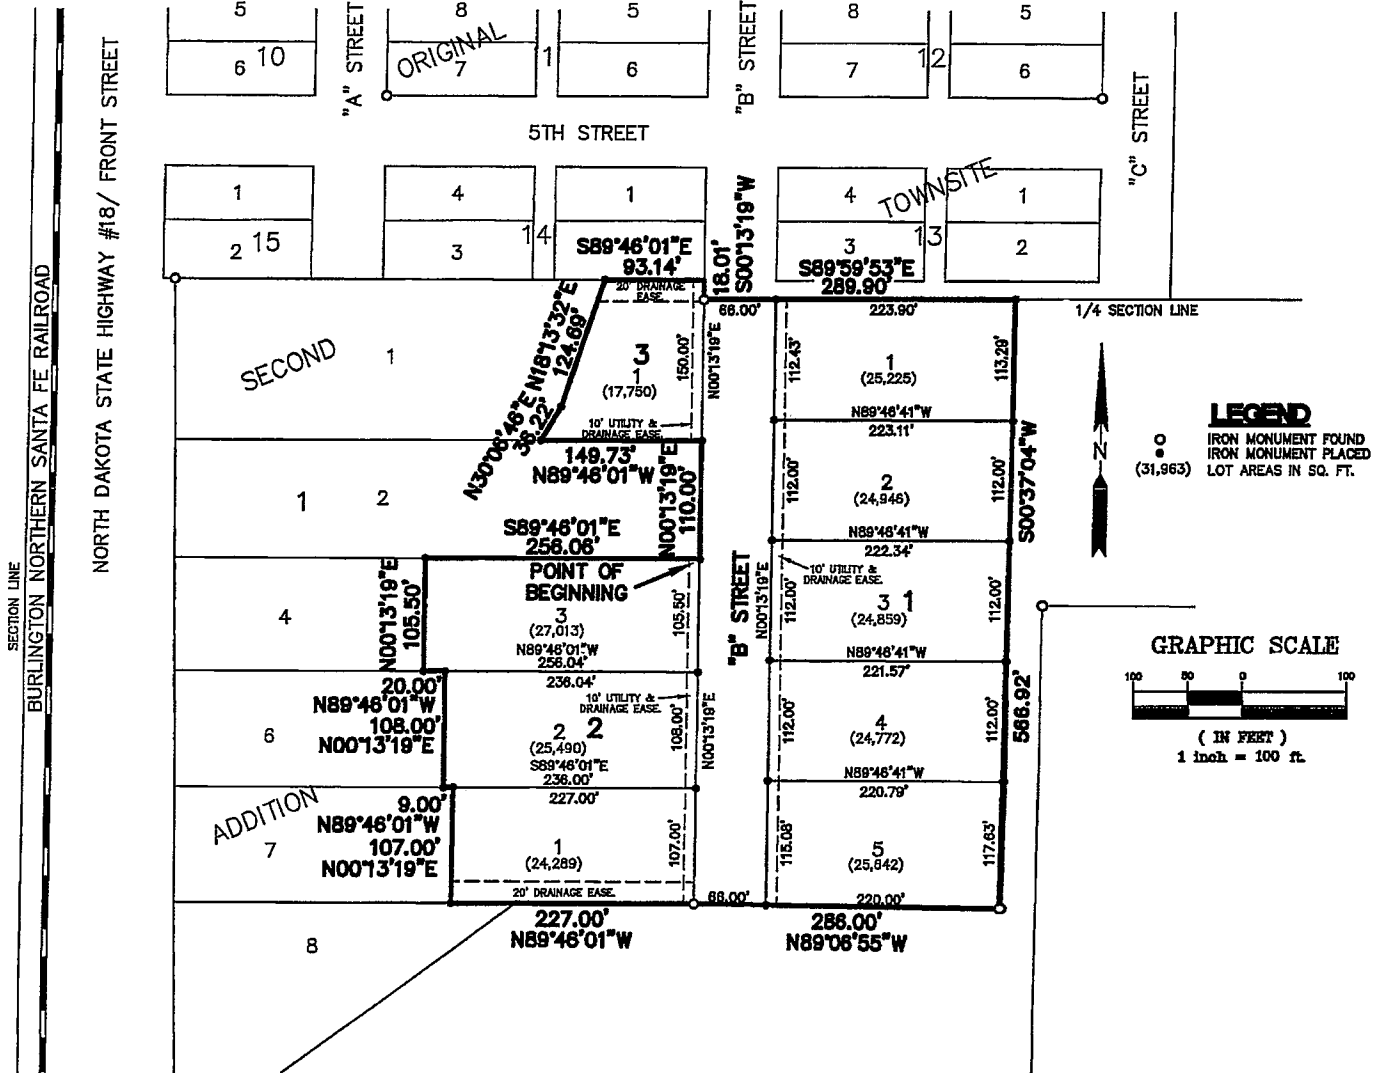 5
8
5
8
5
6
10
7
1
6
7
12
6
ORIGINAL
"A" STREET
"B" STREET
"C" STREET
5TH STREET
1
4
1
4
1
2
15
3
14
3
13
2
TOWNSITE
SECTION LINE
BURLINGTON NORTHERN SANTA FE RAILROAD
NORTH DAKOTA STATE HIGHWAY #18/ FRONT STREET
S89°46'01"E
93.14'
18.01'
S00°13'19"W
S89°59'53"E
289.90'
20' DRAINAGE
EASE.
66.00'
223.90'
1/4 SECTION LINE
N18°13'32"E
124.69'
N30°06'46"E
38.22'
SECOND
1
3
1
(17,750)
150.00'
N00°13'19"E
10' UTILITY &
DRAINAGE EASE.
112.43'
1
(25,225)
113.29'
N89°46'41"W
223.11'
149.73'
N89°46'01"W
N00°13'19"E
110.00'
1
2
S89°46'01"E
256.06'
112.00'
2
(24,946)
112.00'
S00°37'04"W
N89°46'41"W
222.34'
LEGEND
IRON MONUMENT FOUND
IRON MONUMENT PLACED
(31,963) LOT AREAS IN SQ. FT.
N
POINT OF
BEGINNING
N00°13'19"E
105.50'
4
3
(27,013)
N89°46'01"W
256.04'
105.50'
"B" STREET
N00°13'19"E
10' UTILITY &
DRAINAGE EASE.
112.00'
3
1
(24,859)
112.00'
N89°46'41"W
221.57'
GRAPHIC SCALE
100 50 0 100
( IN FEET )
1 inch = 100 ft.
20.00'
N89°46'01"W
108.00'
N00°13'19"E
6
236.04'
10' UTILITY &
DRAINAGE EASE.
2
2
(25,490)
S89°46'01"E
236.00'
108.00'
N00°13'19"E
112.00'
4
(24,772)
112.00'
566.92'
N89°46'41"W
220.79'
ADDITION
7
9.00'
N89°46'01"W
107.00'
N00°13'19"E
227.00'
1
(24,289)
107.00'
20' DRAINAGE EASE.
115.08'
5
(25,642)
117.63'
66.00'
220.00'
227.00'
N89°46'01"W
286.00'
N89°06'55"W
8